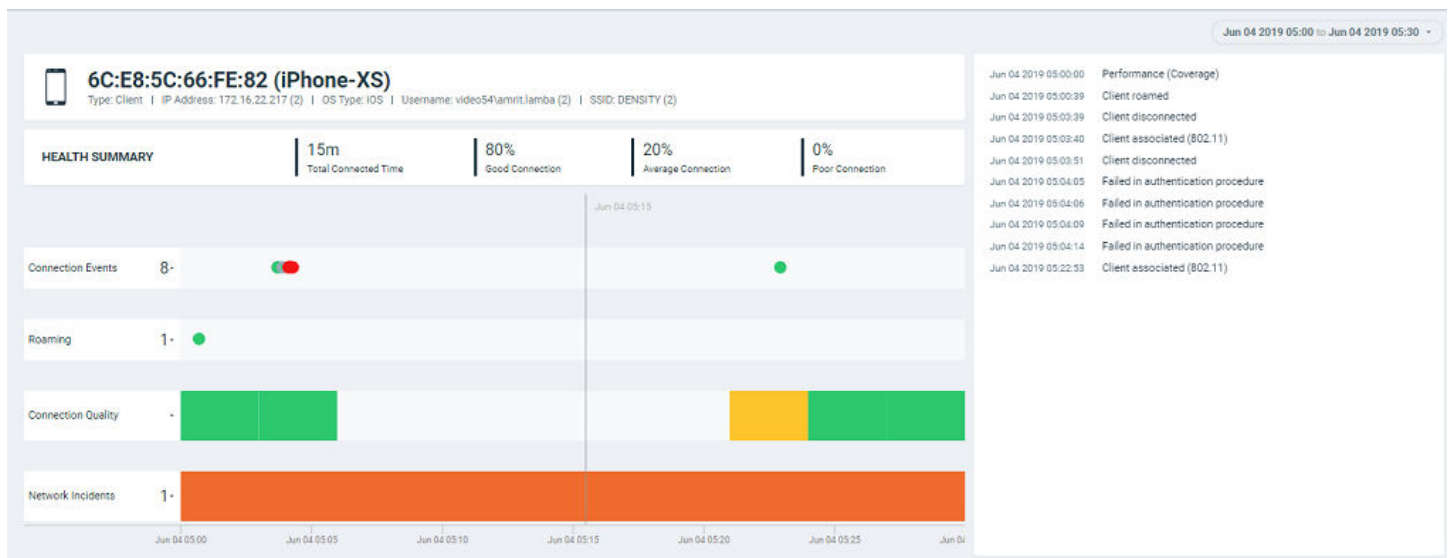 Jun 04 2019 05:00 to Jun 04 2019 05:30
6C:E8:5C:66:FE:82 (iPhone-XS)
Type: Client | IP Address: 172.16.22.217 (2) | OS Type: iOS | Username: video54\amrit.lamba (2) | SSID: DENSITY (2)
HEALTH SUMMARY
15m
Total Connected Time
80%
Good Connection
20%
Average Connection
0%
Poor Connection
Jun 04 05:15
Connection Events 8
Roaming 1
Connection Quality
Network Incidents 1
Jun 04 05:00 Jun 04 05:05 Jun 04 05:10 Jun 04 05:15 Jun 04 05:20 Jun 04 05:25 Jun 04
Jun 04 2019 05:00:00 Performance (Coverage)
Jun 04 2019 05:00:39 Client roamed
Jun 04 2019 05:03:39 Client disconnected
Jun 04 2019 05:03:40 Client associated (802.11)
Jun 04 2019 05:03:51 Client disconnected
Jun 04 2019 05:04:05 Failed in authentication procedure
Jun 04 2019 05:04:06 Failed in authentication procedure
Jun 04 2019 05:04:09 Failed in authentication procedure
Jun 04 2019 05:04:14 Failed in authentication procedure
Jun 04 2019 05:22:53 Client associated (802.11)